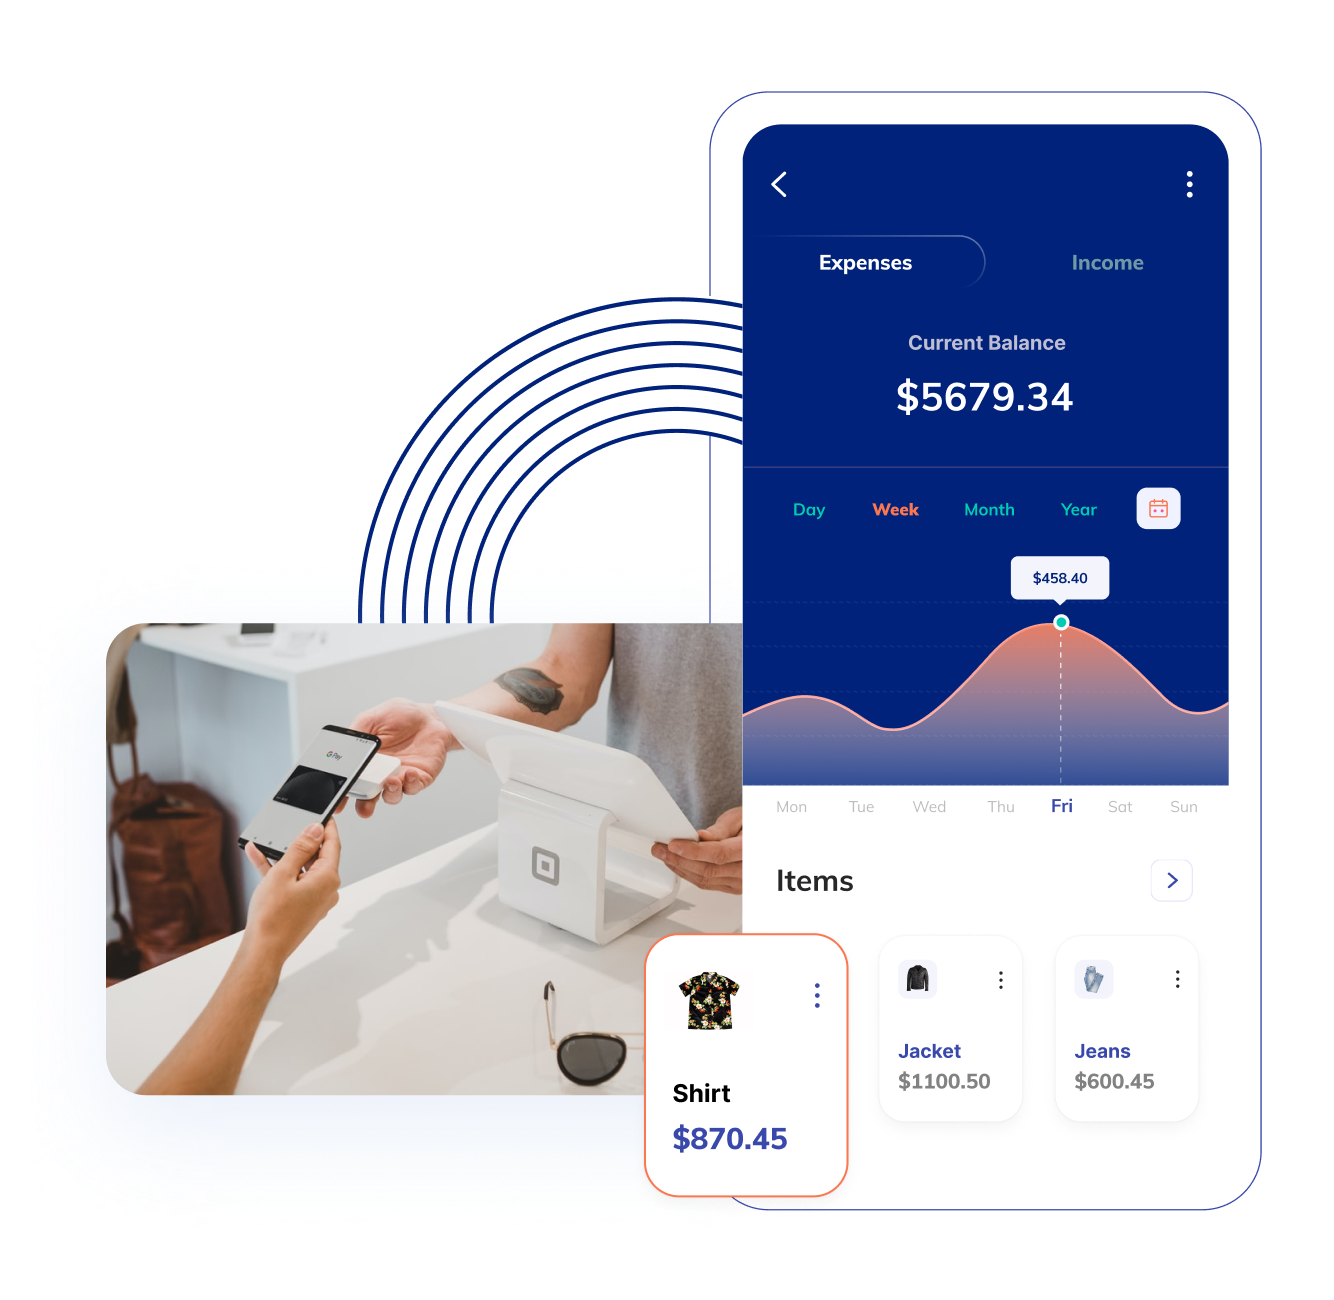 Expenses
Income
Current Balance
$5679.34
Day
Week
Month
Year
$458.40
Mon
Tue
Wed
Thu
Fri
Sat
Sun
Items
G Pay
Shirt
$870.45
Jacket
$1100.50
Jeans
$600.45